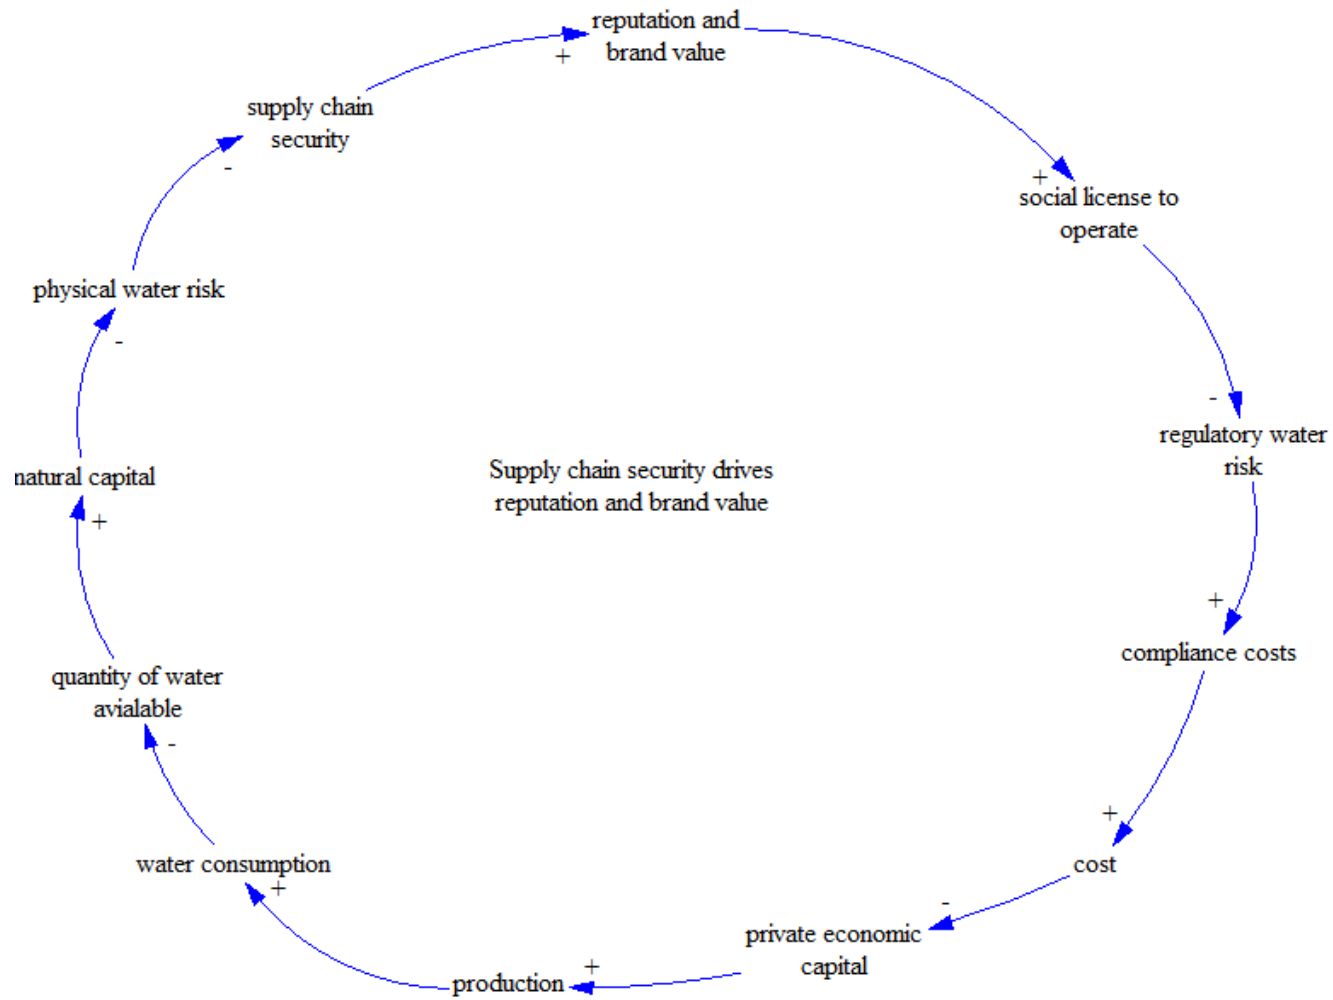 reputation and
brand value
+
supply chain
security
-
+
social license to
operate
physical water risk
-
-
regulatory water
risk
natural capital
+
Supply chain security drives
reputation and brand value
+
compliance costs
quantity of water
avialable
-
+
water consumption
+
cost
-
private economic
capital
+
production